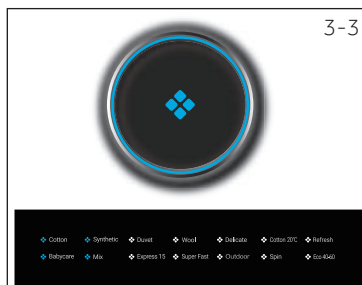 3-3
Cotton Synthetic Duvet Wool Delicate Cotton 20°C Refresh
Babycare Mix Express 15 Super Fast Outdoor Spin Eco 40-60